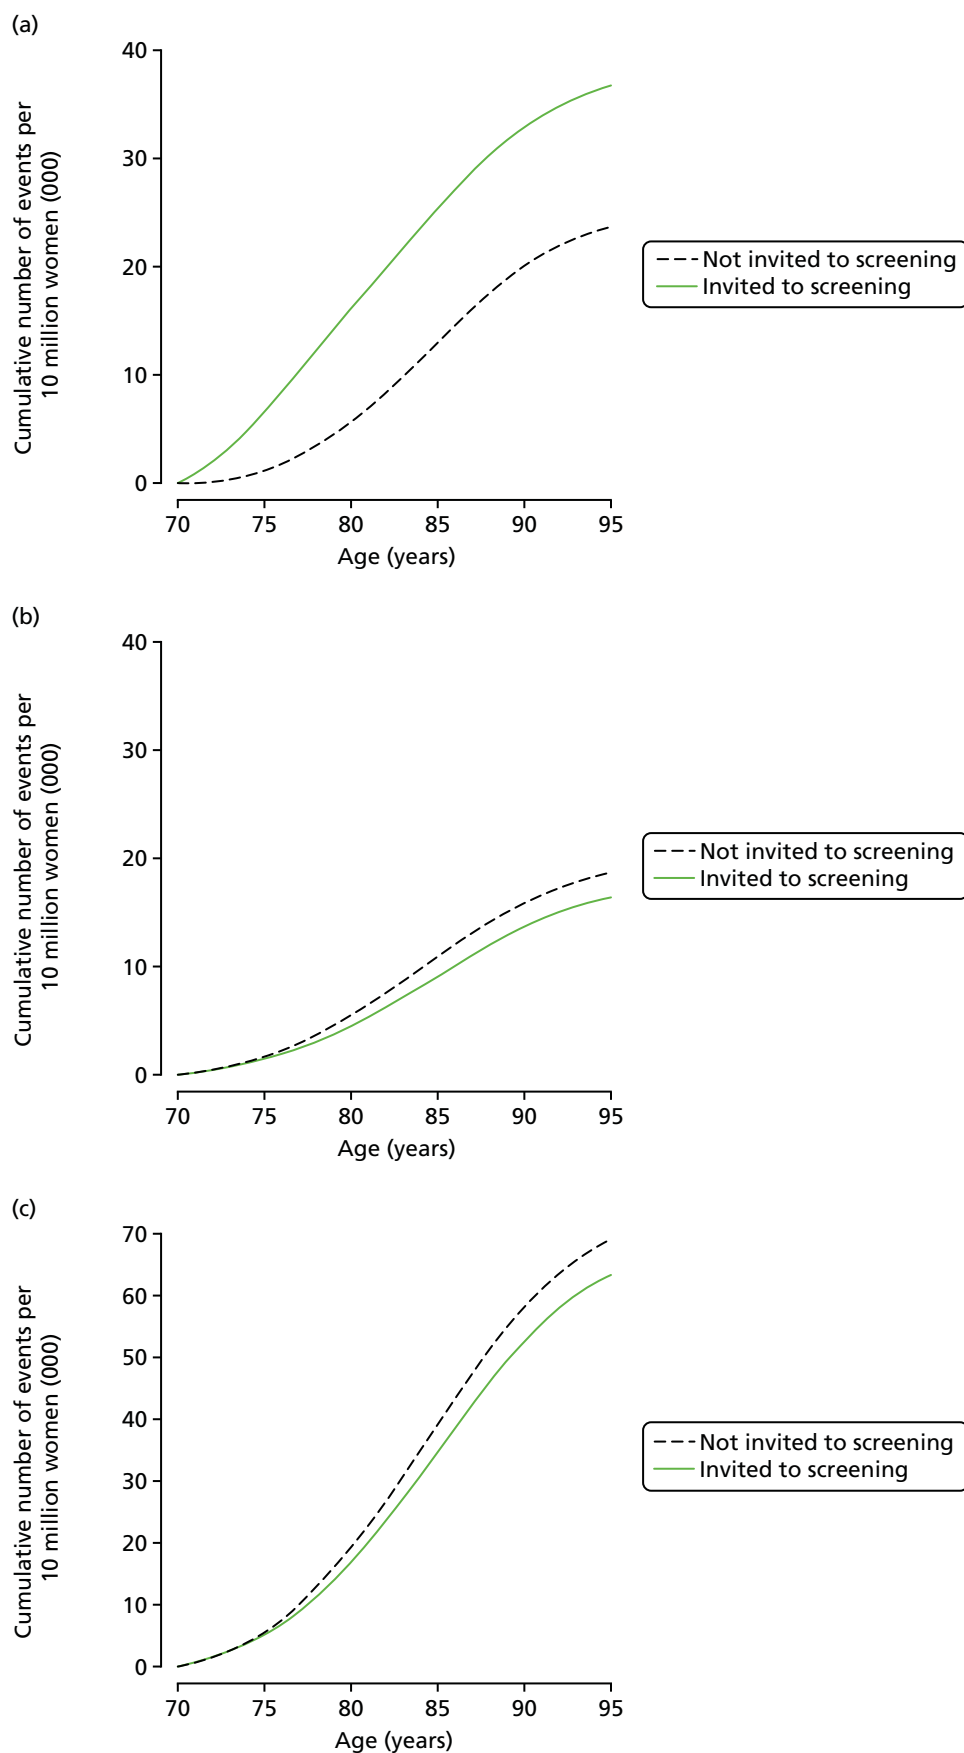 (a)
Cumulative number of events per
10 million women (000)
40
30
20
10
0
70 75 80 85 90 95
Age (years)
Not invited to screening
Invited to screening
(b)
Cumulative number of events per
10 million women (000)
40
30
20
10
0
70 75 80 85 90 95
Age (years)
Not invited to screening
Invited to screening
(c)
Cumulative number of events per
10 million women (000)
70
60
50
40
30
20
10
0
70 75 80 85 90 95
Age (years)
Not invited to screening
Invited to screening